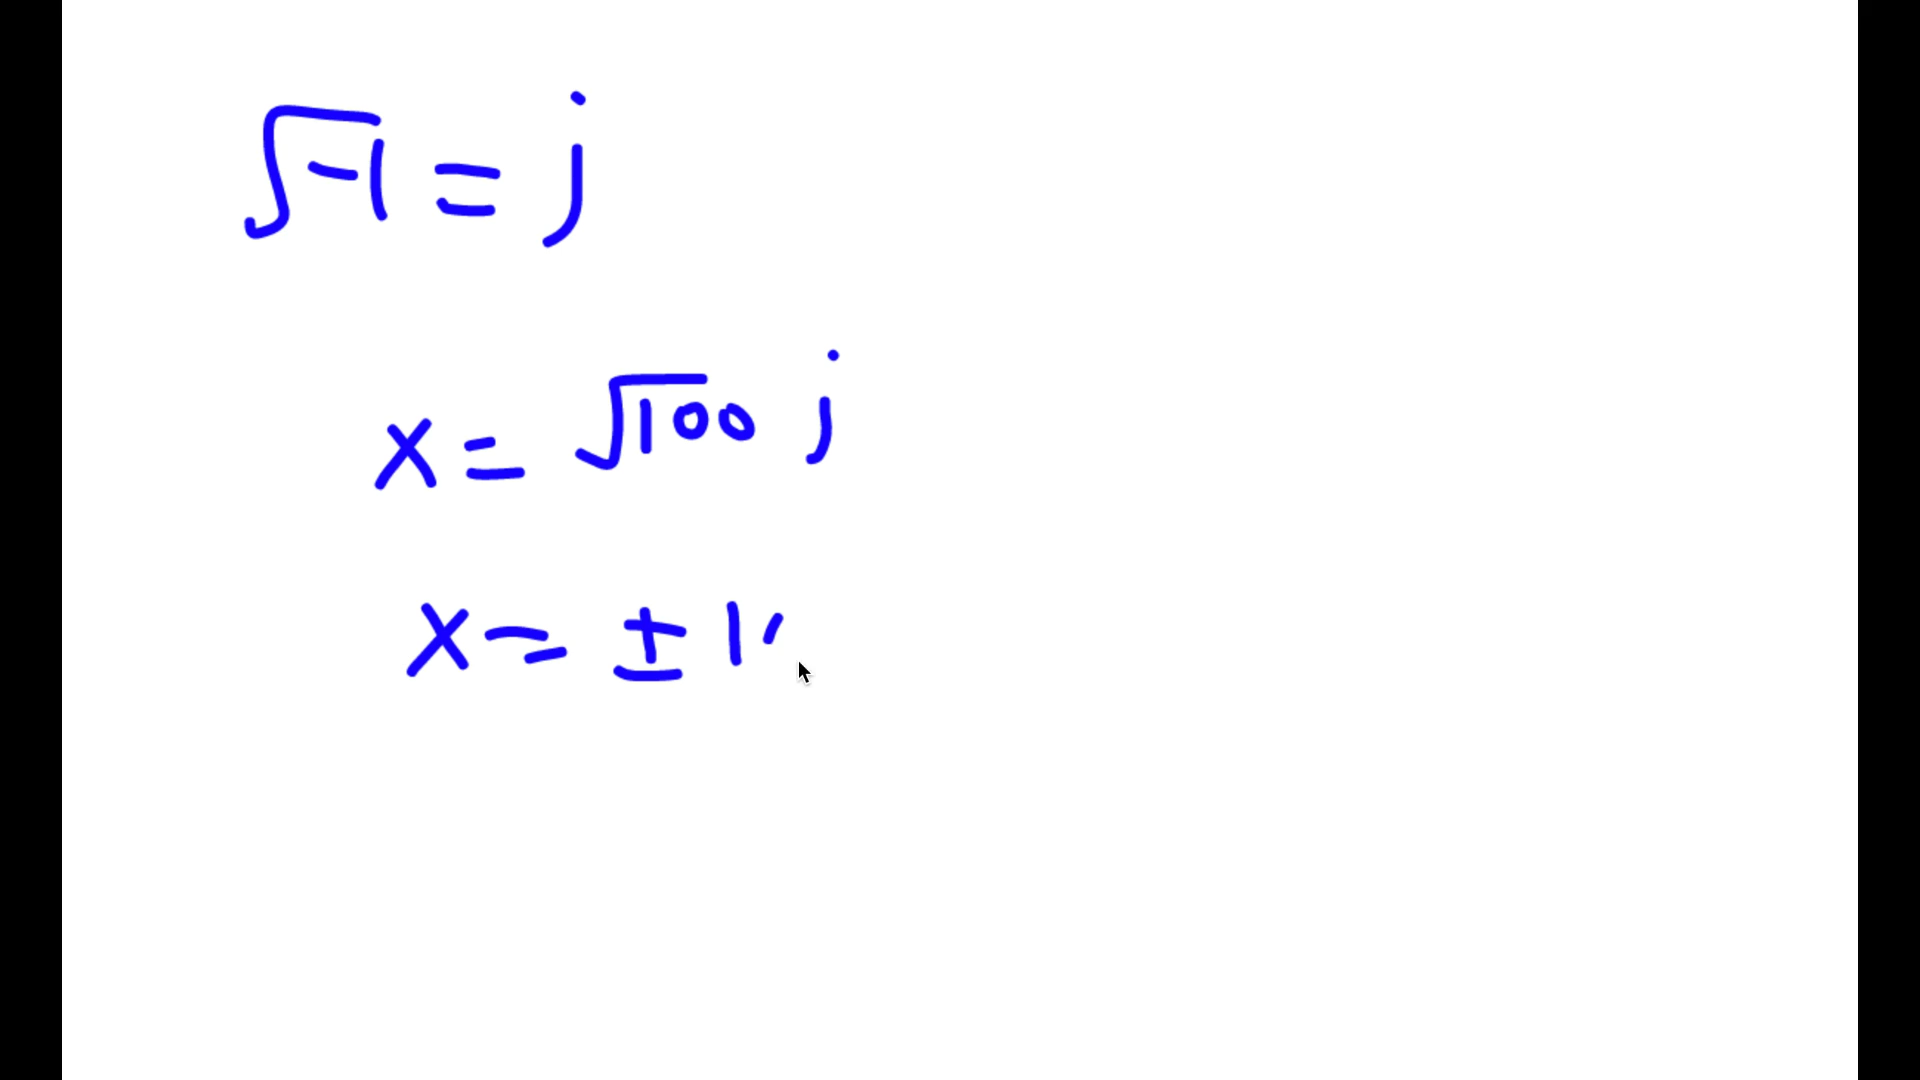 √-1 = j
x = √100 j
x = ± 1